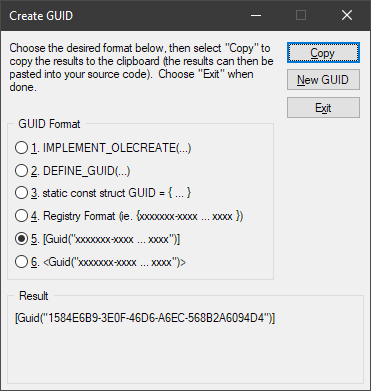 Create GUID
Choose the desired format below, then select "Copy" to
copy the results to the clipboard (the results can then be
pasted into your source code).  Choose "Exit" when
done.
Copy
New GUID
Exit
GUID Format
1. IMPLEMENT_OLECREATE(...)
2. DEFINE_GUID(...)
3. static const struct GUID = { ... }
4. Registry Format (ie. {xxxxxxx-xxxx ... xxxx })
5. [Guid("xxxxxxx-xxxx ... xxxx")]
6. <Guid("xxxxxxx-xxxx ... xxxx")>
Result
[Guid("1584E6B9-3E0F-46D6-A6EC-568B2A6094D4")]